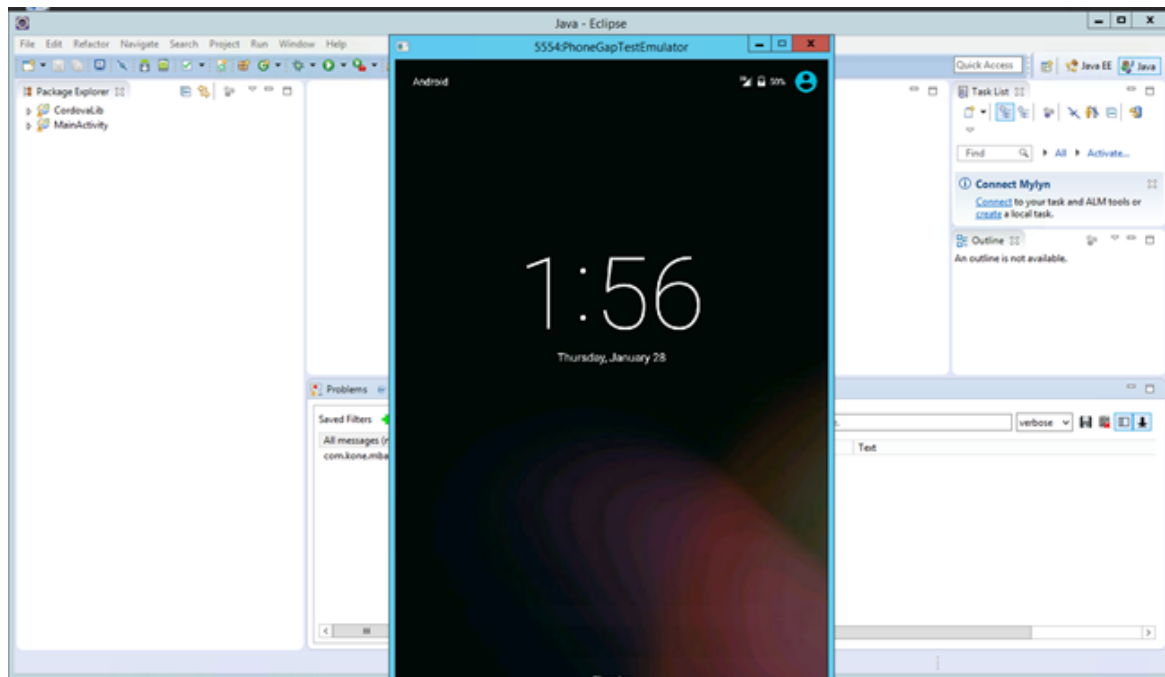 Java - Eclipse
File Edit Refactor Navigate Search Project Run Window Help
5554:PhoneGapTestEmulator
Quick Access
Java EE
Java
Package Explorer
CordovaLib
MainActivity
Android
50%
1:56
Thursday, January 28
Task List
Find
All
Activate...
Connect Mylyn
Connect to your task and ALM tools or
create a local task.
Outline
An outline is not available.
Problems
Saved Filters
All messages (
com.kone.mba
verbose
Text